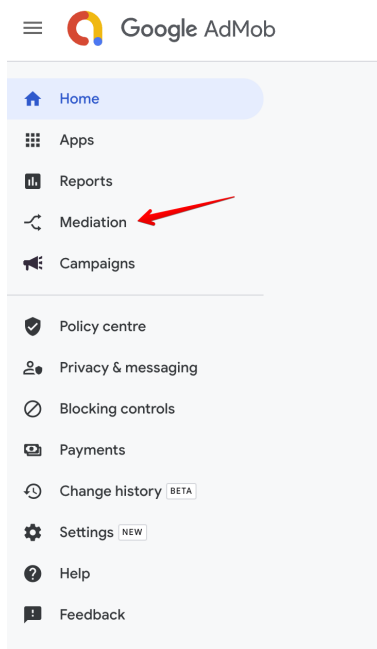 Google AdMob
Home
Apps
Reports
Mediation
Campaigns
Policy centre
Privacy & messaging
Blocking controls
Payments
Change history BETA
Settings NEW
Help
Feedback